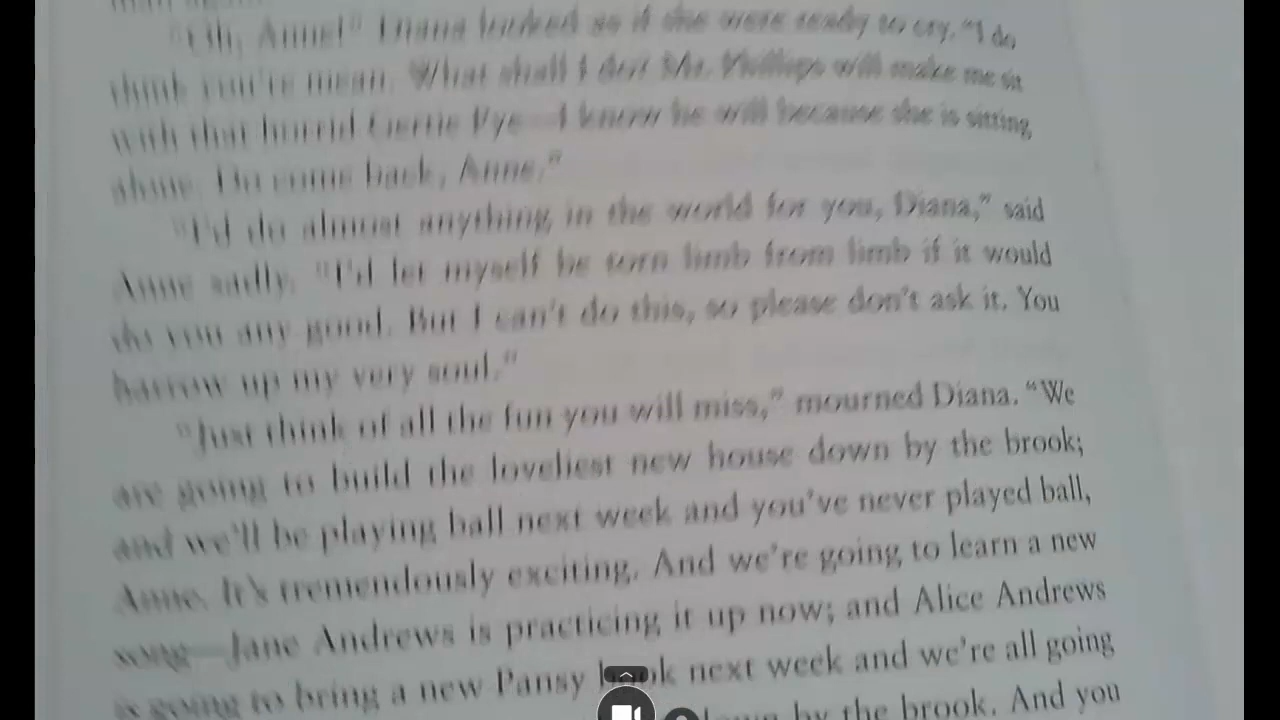 "Oh, Anne!" Diana looked as if she were ready to cry. "I do
think you're mean. What shall I do? Mr. Phillips will make me sit
with that horrid Gertie Pye—I know he will because she is sitting
alone. Do come back, Anne."
"I'd do almost anything in the world for you, Diana," said
Anne sadly. "I'd let myself be torn limb from limb if it would
do you any good. But I can't do this, so please don't ask it. You
harrow up my very soul."
"Just think of all the fun you will miss," mourned Diana. "We
are going to build the loveliest new house down by the brook;
and we'll be playing ball next week and you've never played ball,
Anne. It's tremendously exciting. And we're going to learn a new
song—Jane Andrews is practicing it up now; and Alice Andrews
is going to bring a new Pansy book next week and we're all going
down by the brook. And you